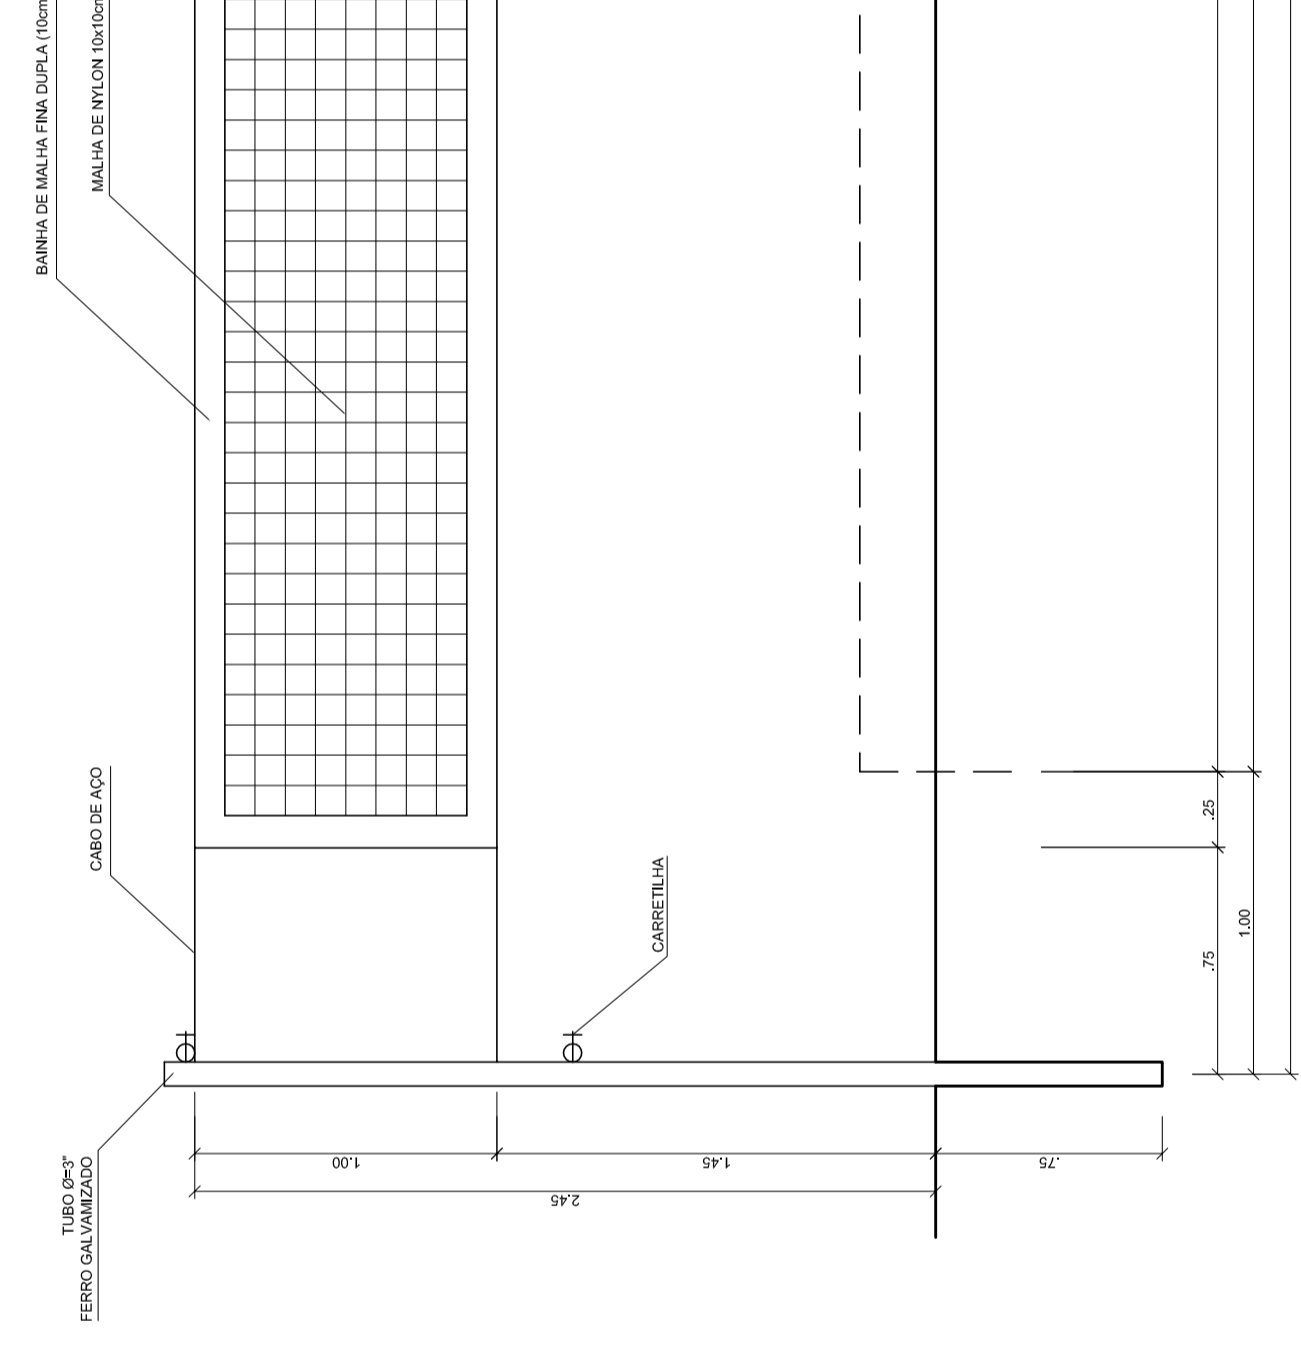 BAINHA DE MALHA FINA DUPLA (10cm
MALHA DE NYLON 10x10cm
CABO DE AÇO
CARRETILHA
TUBO Ø=3"
FERRO GALVAMIZADO
1.00
1.45
.75
2.45
.25
.75
1.00